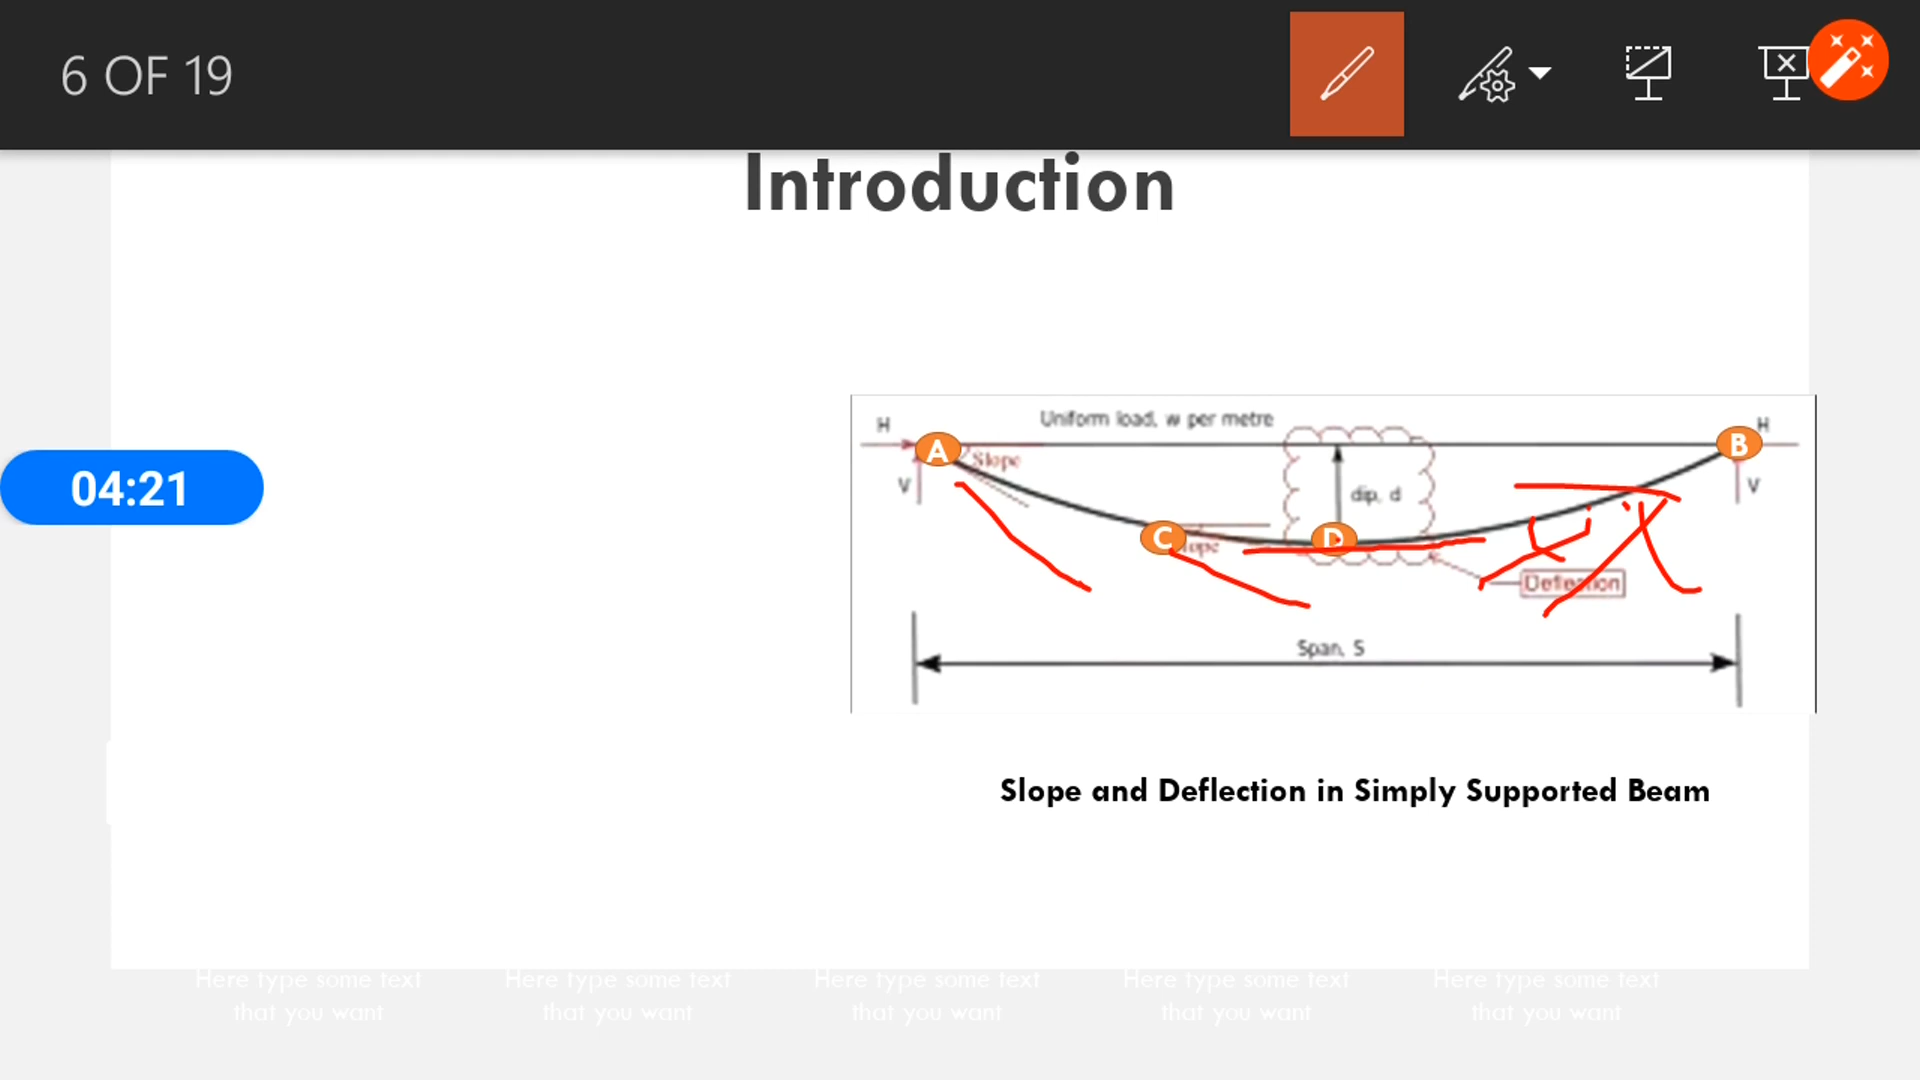 6 OF 19
Introduction
H
Uniform load, w per metre
H
A
B
Slope
V
dip, d
V
C
D
Deflection
Span, S
04:21
Slope and Deflection in Simply Supported Beam
Here type some text
that you want
Here type some text
that you want
Here type some text
that you want
Here type some text
that you want
Here type some text
that you want